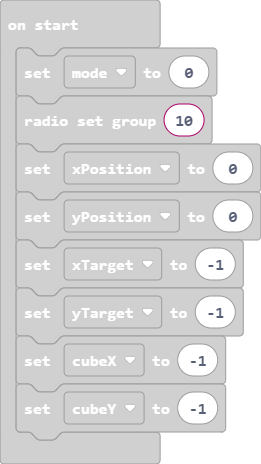 on start
set mode to 0
radio set group 10
set xPosition to 0
set yPosition to 0
set xTarget to -1
set yTarget to -1
set cubeX to -1
set cubeY to -1